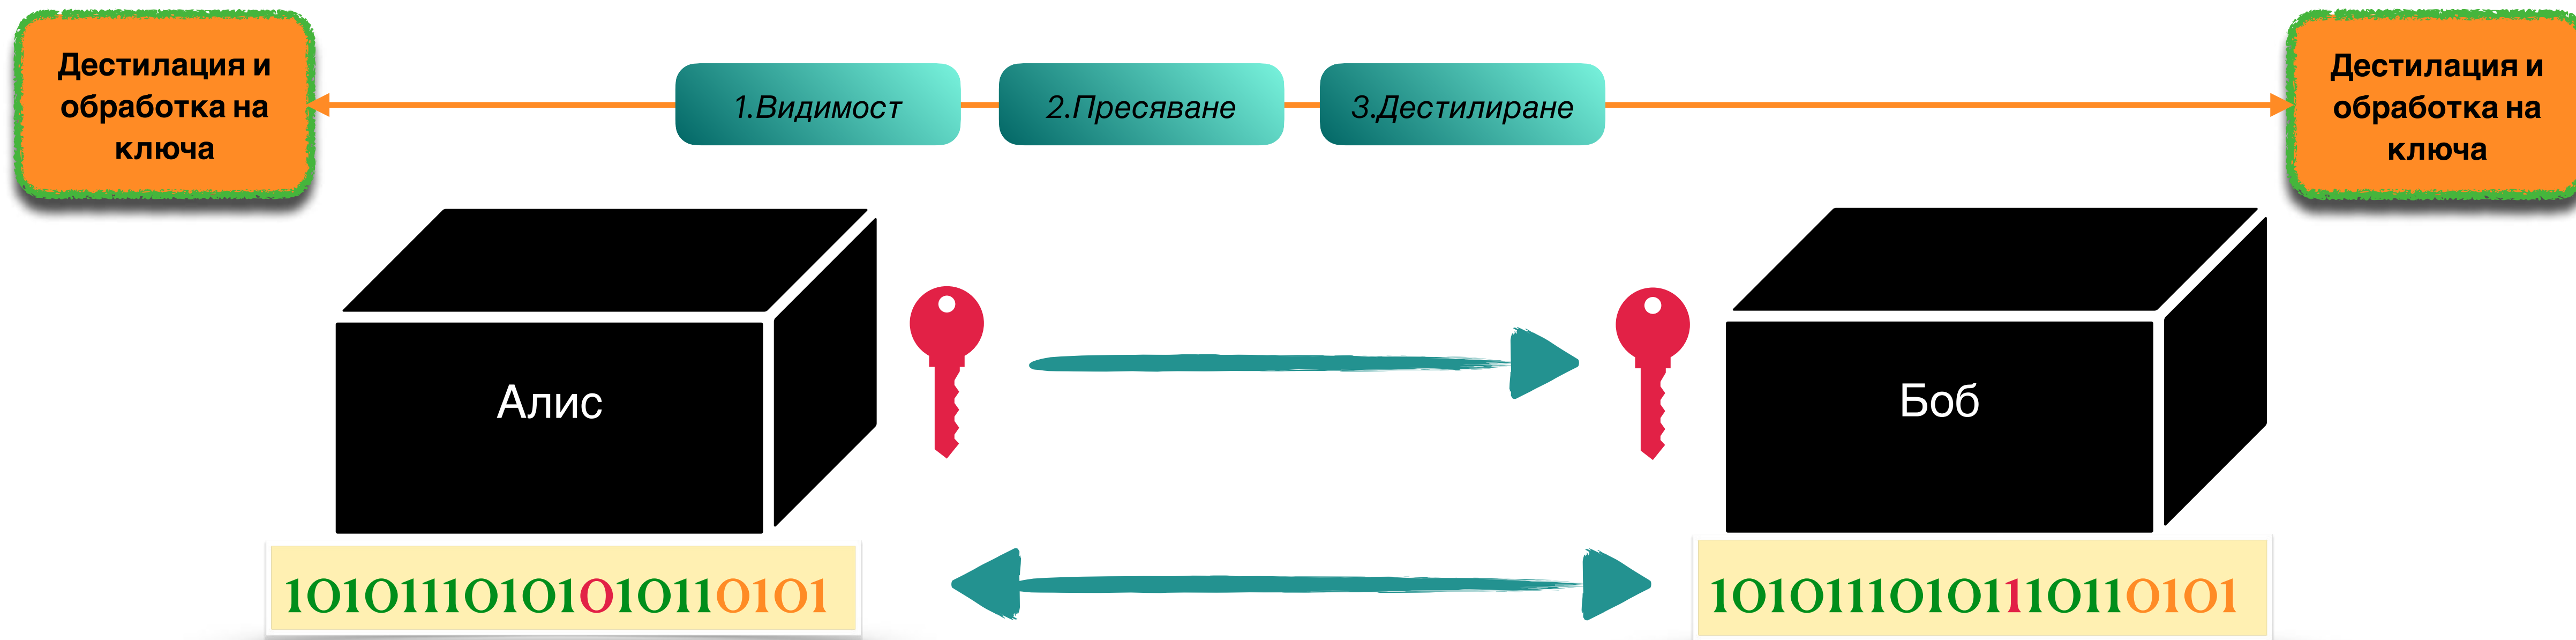 Дестилация и
обработка на
ключа
1.Видимост
2.Пресяване
3.Дестилиране
Дестилация и
обработка на
ключа
Алис
Боб
10101110101010110101
10101110101110110101